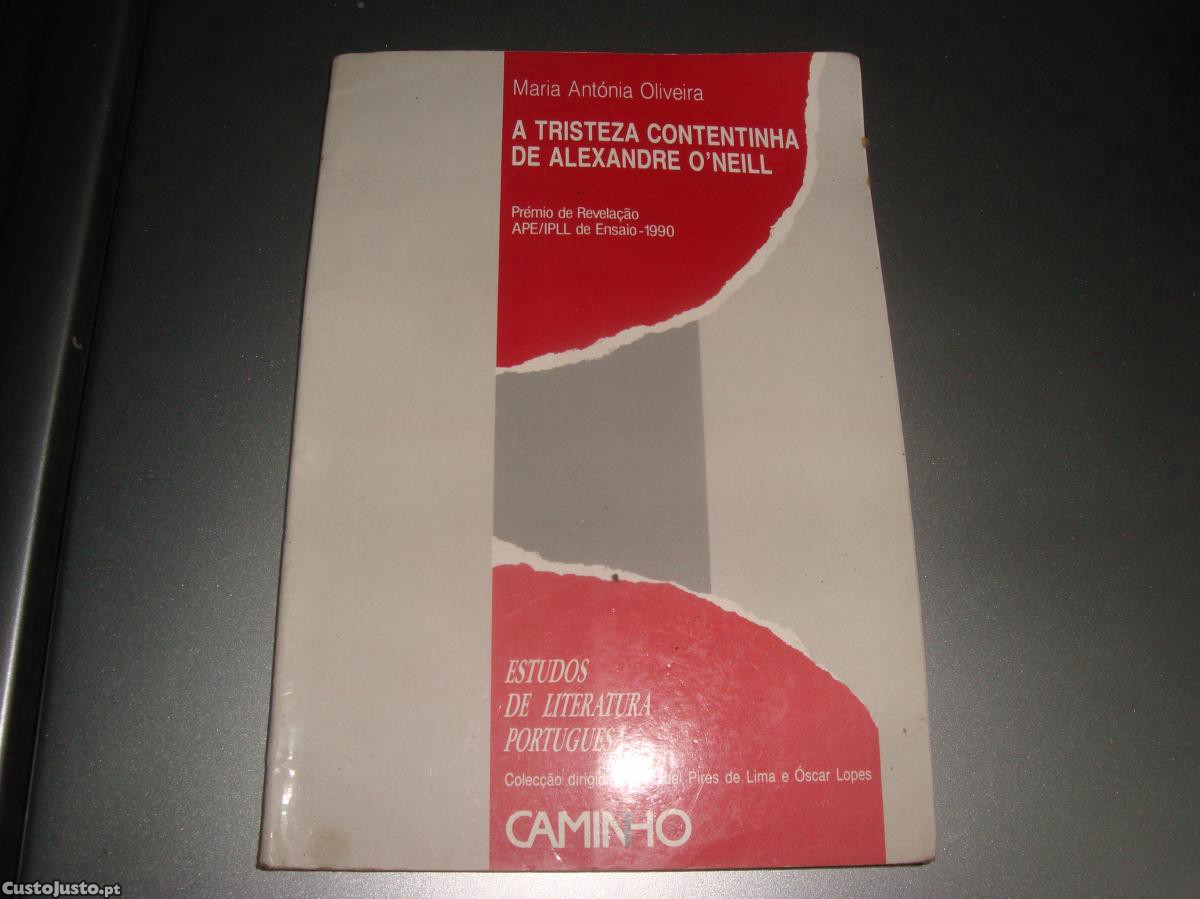 Maria Antónia Oliveira
A TRISTEZA CONTENTINHA
DE ALEXANDRE O'NEILL
Prémio de Revelação
APE/IPLL de Ensaio-1990
ESTUDOS
DE LITERATURA
Colecção Pires de Lima e Óscar Lopes
CAMINHO
CustoJusto.pt